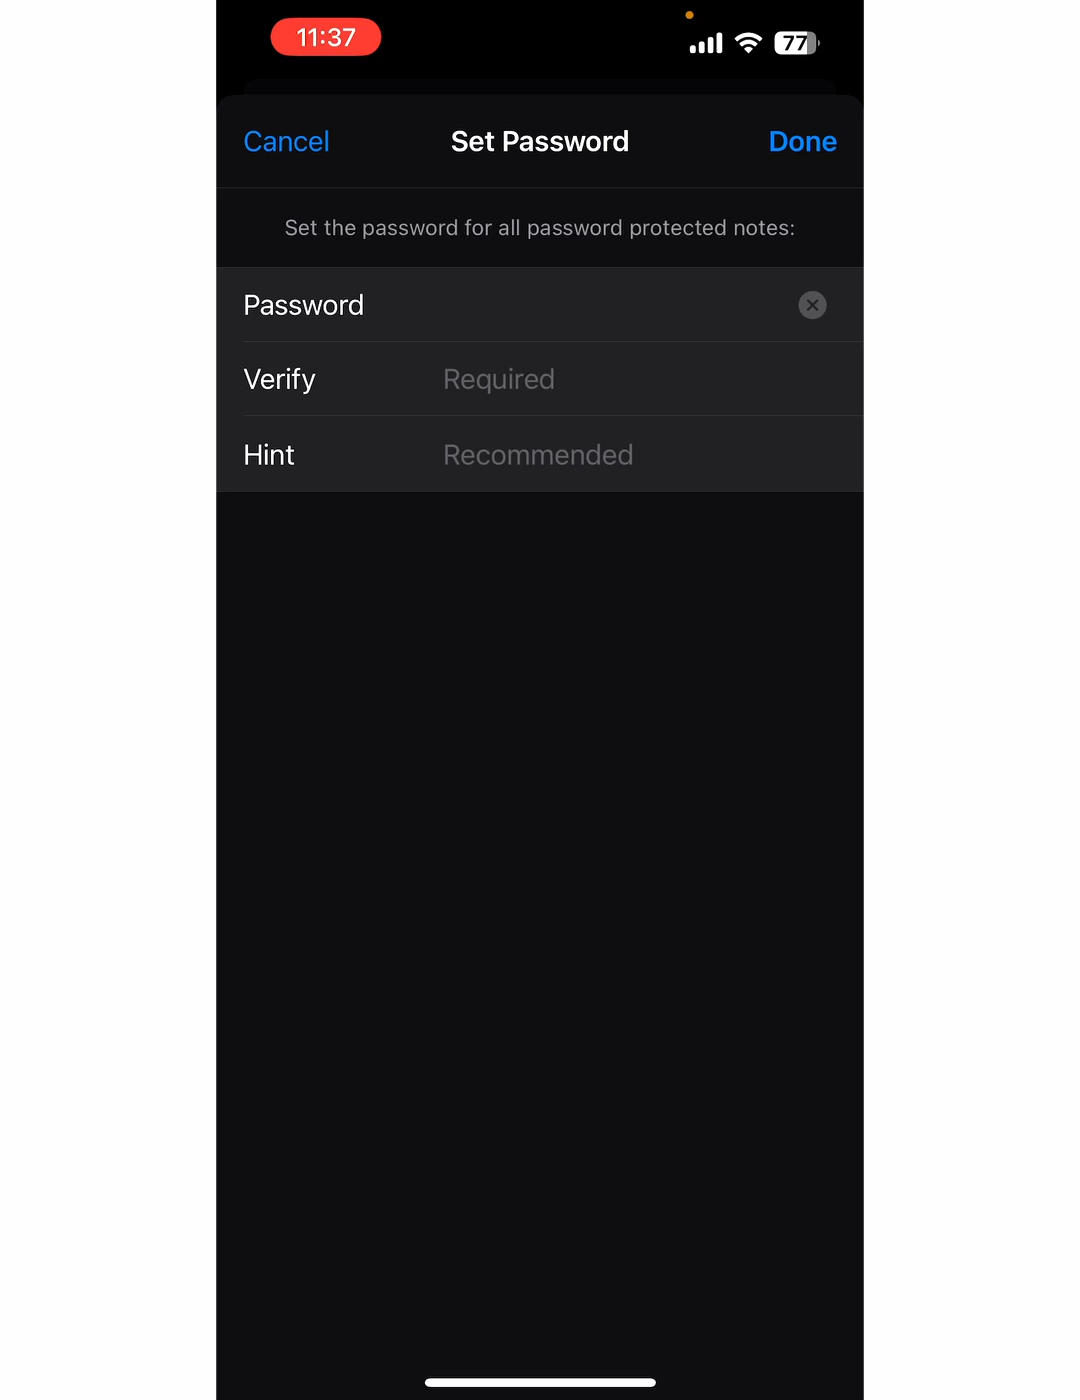 11:37
77
Cancel
Set Password
Done
Set the password for all password protected notes:
Password
Verify Required
Hint Recommended